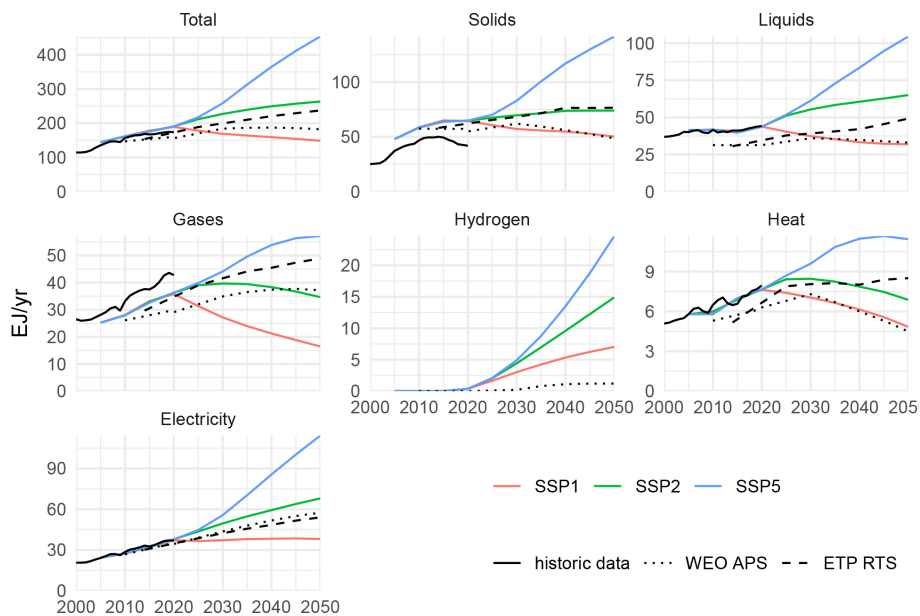 Total
Solids
Liquids
400
300
200
100
0
100
50
0
100
75
50
25
0
Gases
Hydrogen
Heat
EJ/yr
50
40
30
20
10
0
20
15
10
5
0
9
6
3
0
2000 2010 2020 2030 2040 2050
2000 2010 2020 2030 2040 205
Electricity
90
60
30
0
2000 2010 2020 2030 2040 2050
SSP1 SSP2 SSP5
historic data WEO APS ETP RTS